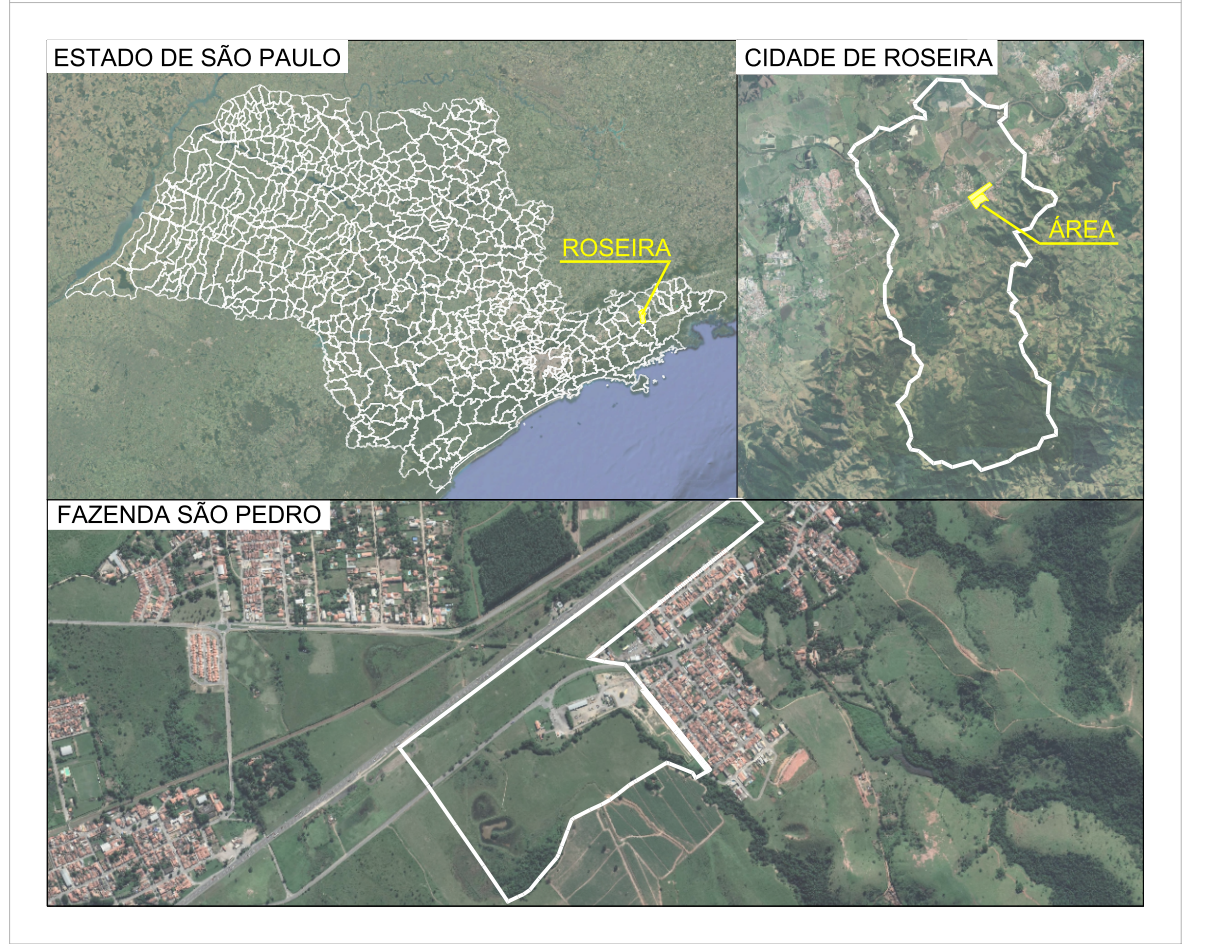 ESTADO DE SÃO PAULO
CIDADE DE ROSEIRA
ROSEIRA
ÁREA
FAZENDA SÃO PEDRO